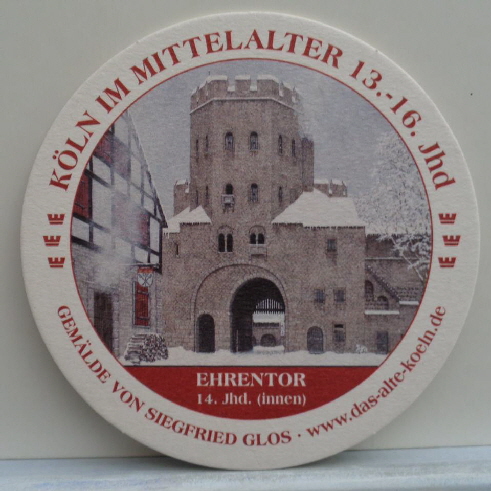 KÖLN IM MITTELALTER 13.-16. Jhd
EHRENTOR
14. Jhd. (innen)
GEMÄLDE VON SIEGFRIED GLOS · www.das-alte-koeln.de